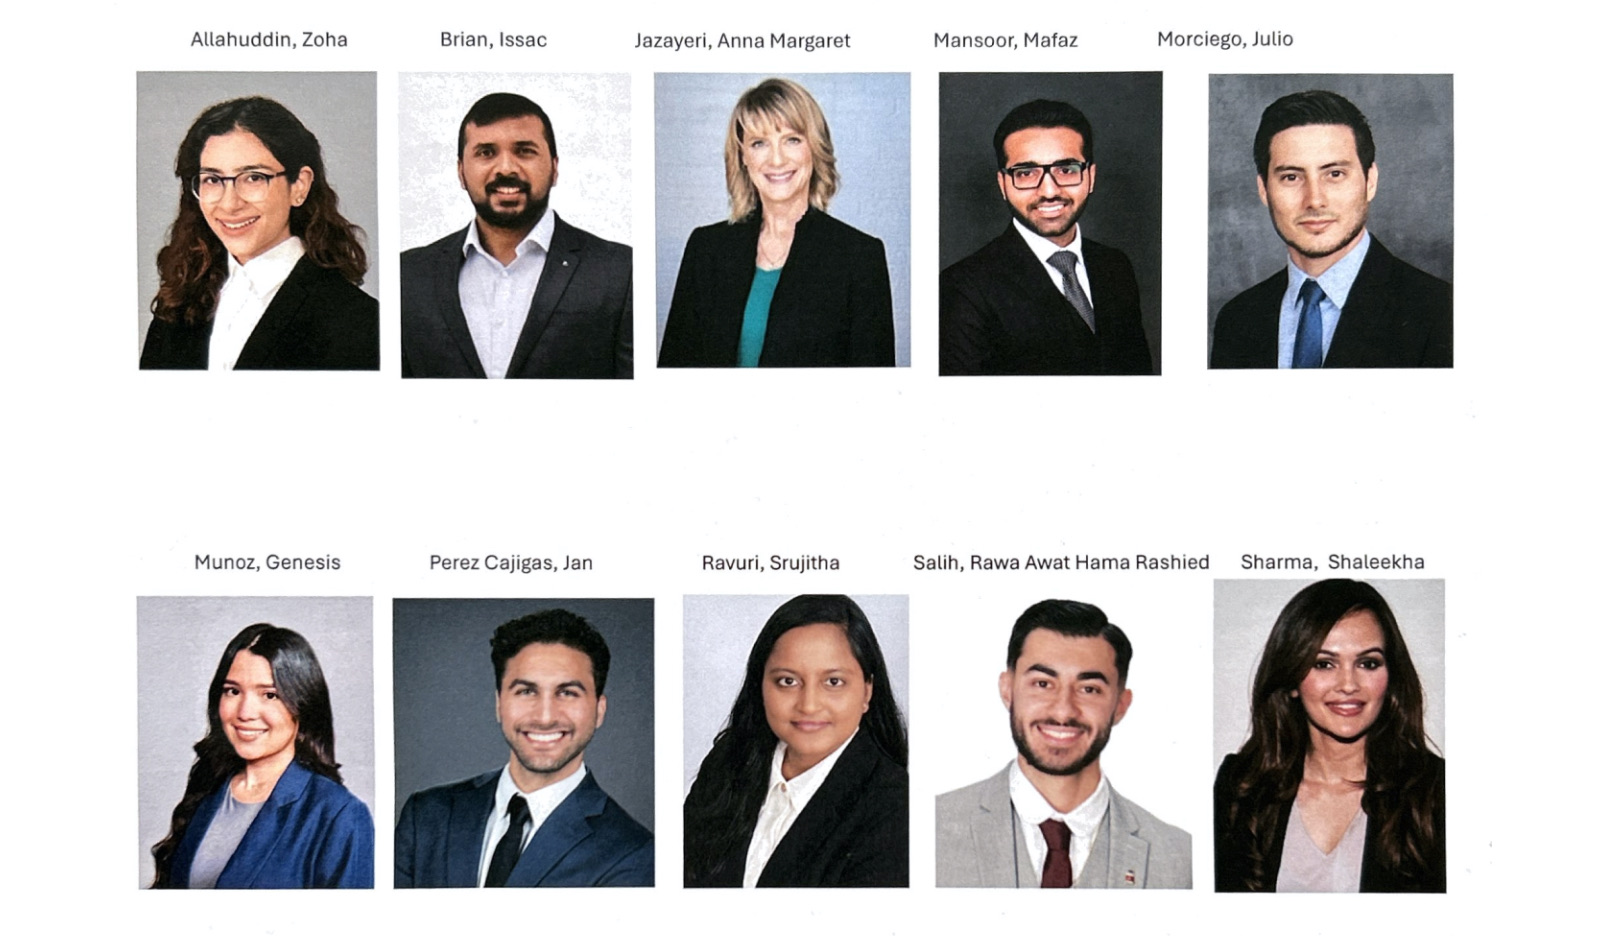 Allahuddin, Zoha
Brian, Issac
Jazayeri, Anna Margaret
Mansoor, Mafaz
Morciego, Julio
Munoz, Genesis
Perez Cajigas, Jan
Ravuri, Srujitha
Salih, Rawa Awat Hama Rashied
Sharma,  Shaleekha